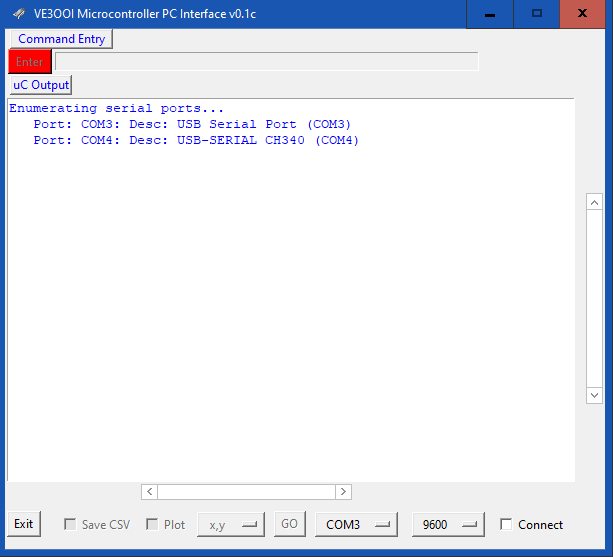 VE3OOI Microcontroller PC Interface v0.1c
Command Entry
Enter
uC Output
Enumerating serial ports...
Port: COM3: Desc: USB Serial Port (COM3)
Port: COM4: Desc: USB-SERIAL CH340 (COM4)
Exit Save CSV Plot x,y GO COM3 9600 Connect